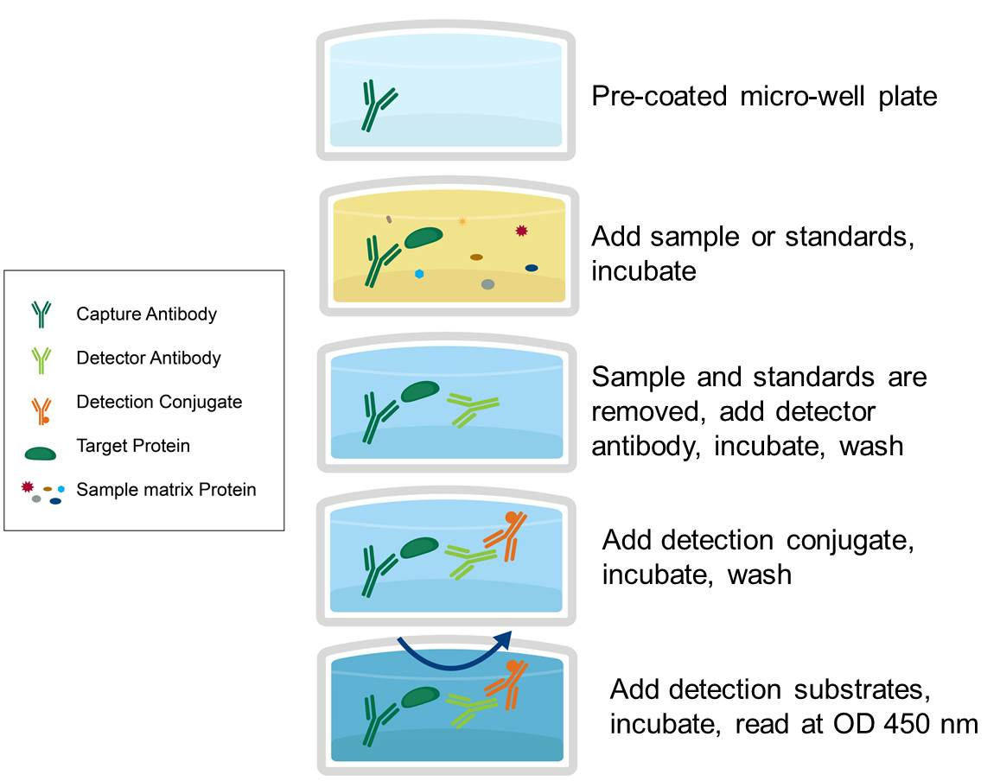 Pre-coated micro-well plate
Add sample or standards,
incubate
Capture Antibody
Detector Antibody
Detection Conjugate
Target Protein
Sample matrix Protein
Sample and standards are
removed, add detector
antibody, incubate, wash
Add detection conjugate,
incubate, wash
Add detection substrates,
incubate, read at OD 450 nm